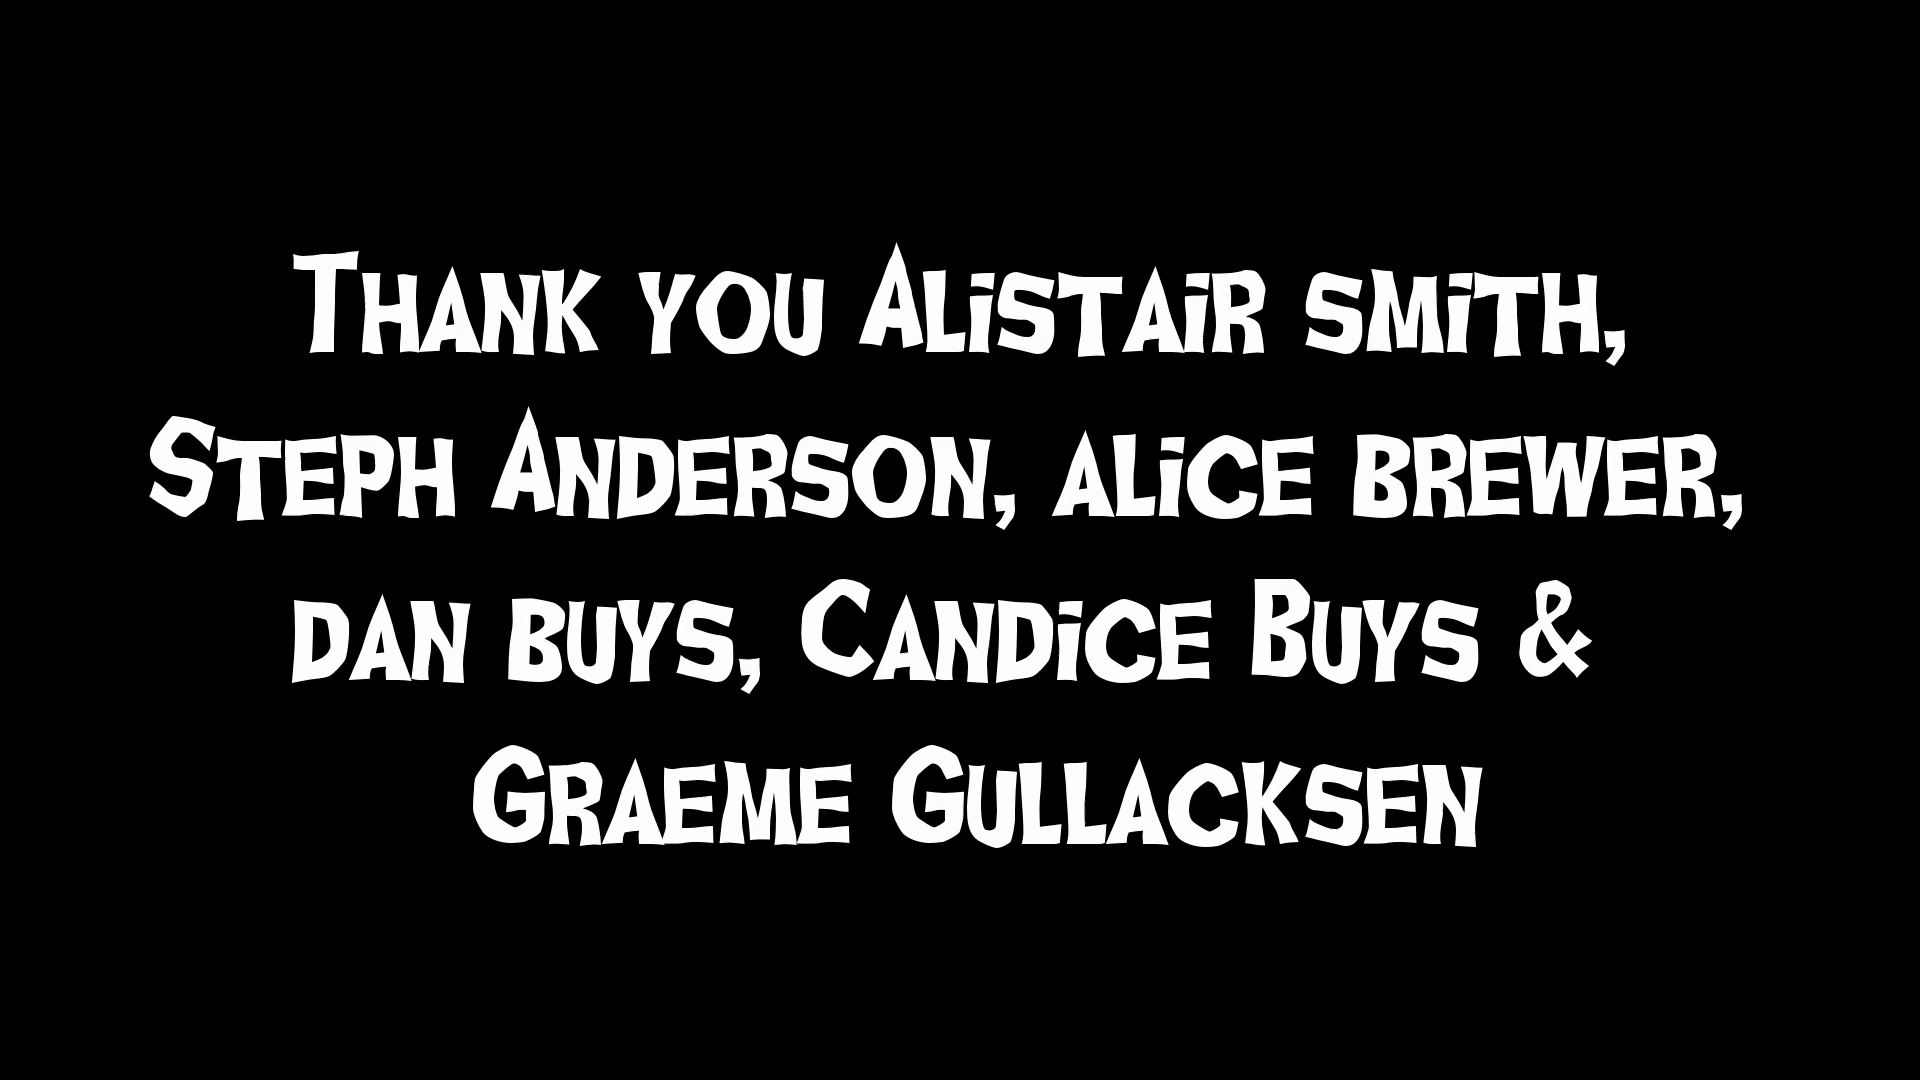 Thank you Alistair smith,
Steph Anderson, alice brewer,
dan buys, Candice Buys &
Graeme Gullacksen